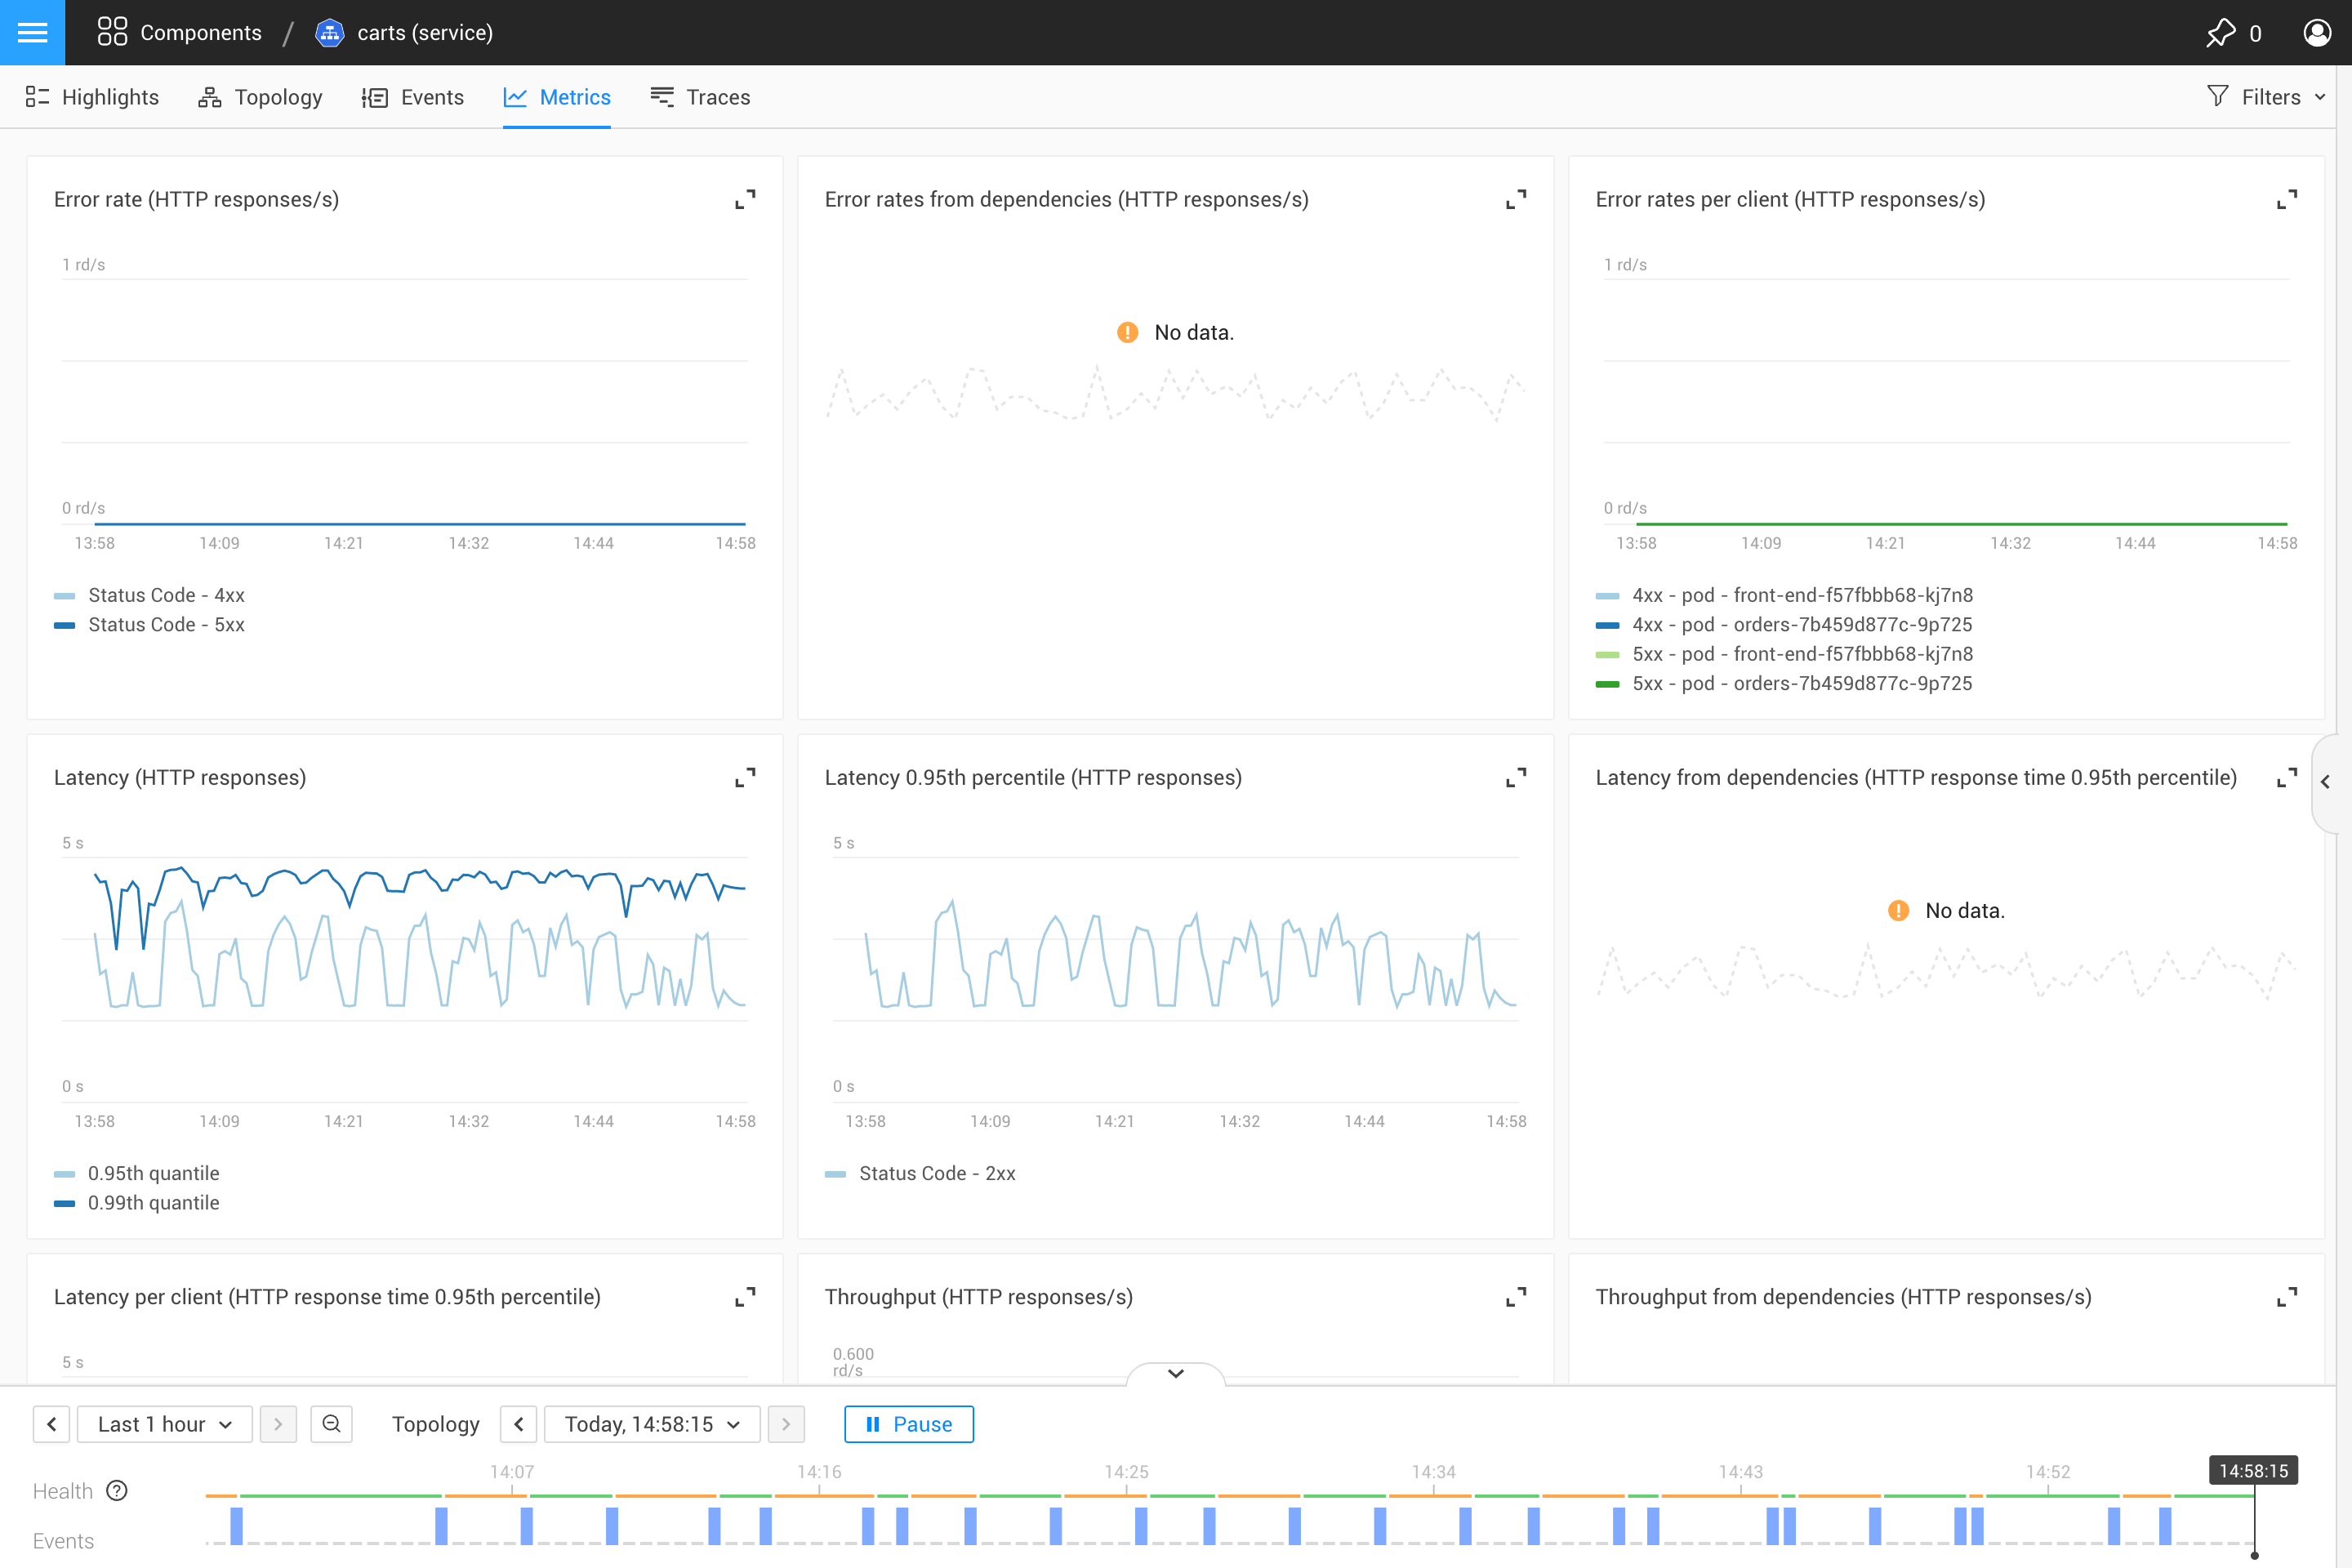 Components / carts (service)
0
Highlights
Topology
Events
Metrics
Traces
Filters
Error rate (HTTP responses/s)
1 rd/s
0 rd/s
13:58 14:09 14:21 14:32 14:44 14:58
Status Code - 4xx
Status Code - 5xx
Error rates from dependencies (HTTP responses/s)
No data.
Error rates per client (HTTP responses/s)
1 rd/s
0 rd/s
13:58 14:09 14:21 14:32 14:44 14:58
4xx - pod - front-end-f57fbbb68-kj7n8
4xx - pod - orders-7b459d877c-9p725
5xx - pod - front-end-f57fbbb68-kj7n8
5xx - pod - orders-7b459d877c-9p725
Latency (HTTP responses)
5 s
0 s
13:58 14:09 14:21 14:32 14:44 14:58
0.95th quantile
0.99th quantile
Latency 0.95th percentile (HTTP responses)
5 s
0 s
13:58 14:09 14:21 14:32 14:44 14:58
Status Code - 2xx
Latency from dependencies (HTTP response time 0.95th percentile)
No data.
Latency per client (HTTP response time 0.95th percentile)
5 s
Throughput (HTTP responses/s)
0.600
rd/s
Throughput from dependencies (HTTP responses/s)
Last 1 hour
Topology
Today, 14:58:15
Pause
14:07 14:16 14:25 14:34 14:43 14:52 14:58:15
Health
Events